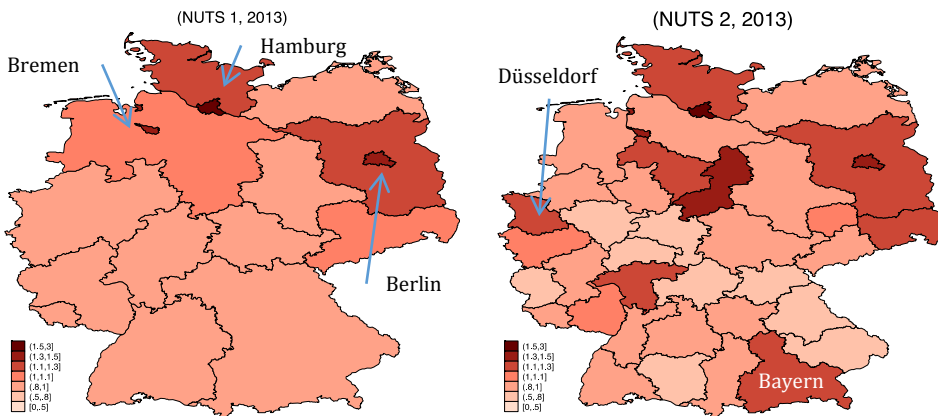 (NUTS 1, 2013)
Hamburg
Bremen
Berlin
(1.5,3]
(1.3,1.5]
(1.1,1.3]
(1,1.1]
(.8,1]
(.5,.8]
[0,.5]
(NUTS 2, 2013)
Düsseldorf
Bayern
(1.5,3]
(1.3,1.5]
(1.1,1.3]
(1,1.1]
(.8,1]
(.5,.8]
[0,.5]